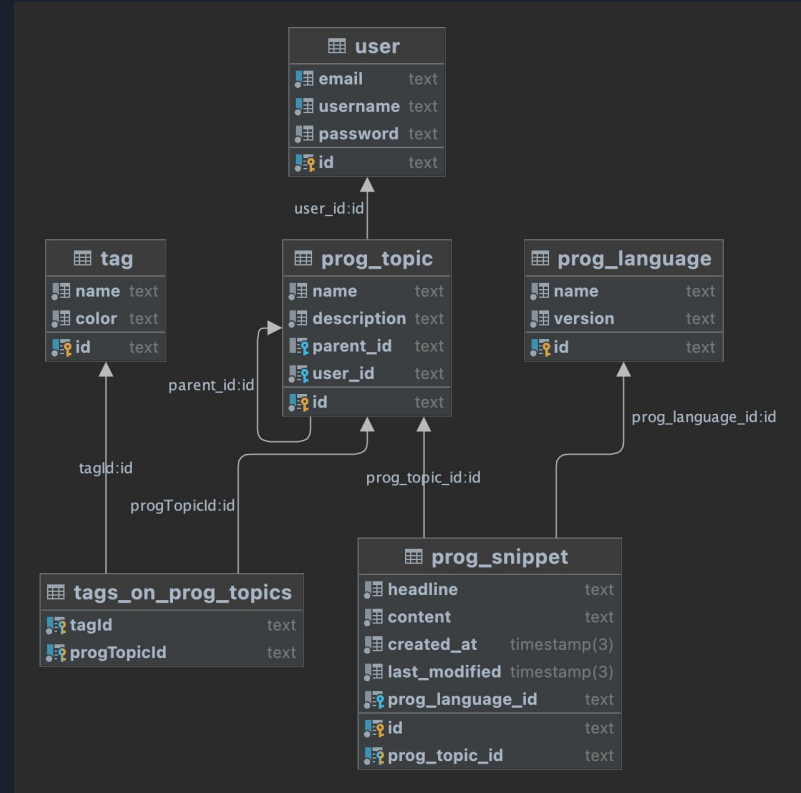 user
email text
username text
password text
id text
user_id:id
tag
name text
color text
id text
prog_topic
name text
description text
parent_id text
user_id text
id text
prog_language
name text
version text
id text
parent_id:id
prog_language_id:id
tagId:id
prog_topic_id:id
progTopicId:id
tags_on_prog_topics
tagId text
progTopicId text
prog_snippet
headline text
content text
created_at timestamp(3)
last_modified timestamp(3)
prog_language_id text
id text
prog_topic_id text